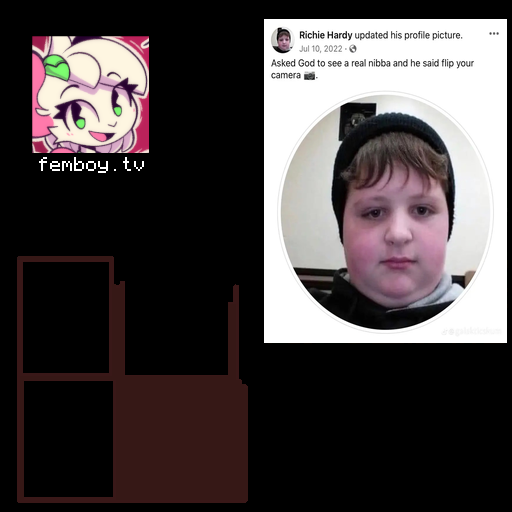 femboy.tv
Richie Hardy updated his profile picture.
Jul 10, 2022 ·
Asked God to see a real nibba and he said flip your
camera 📷.